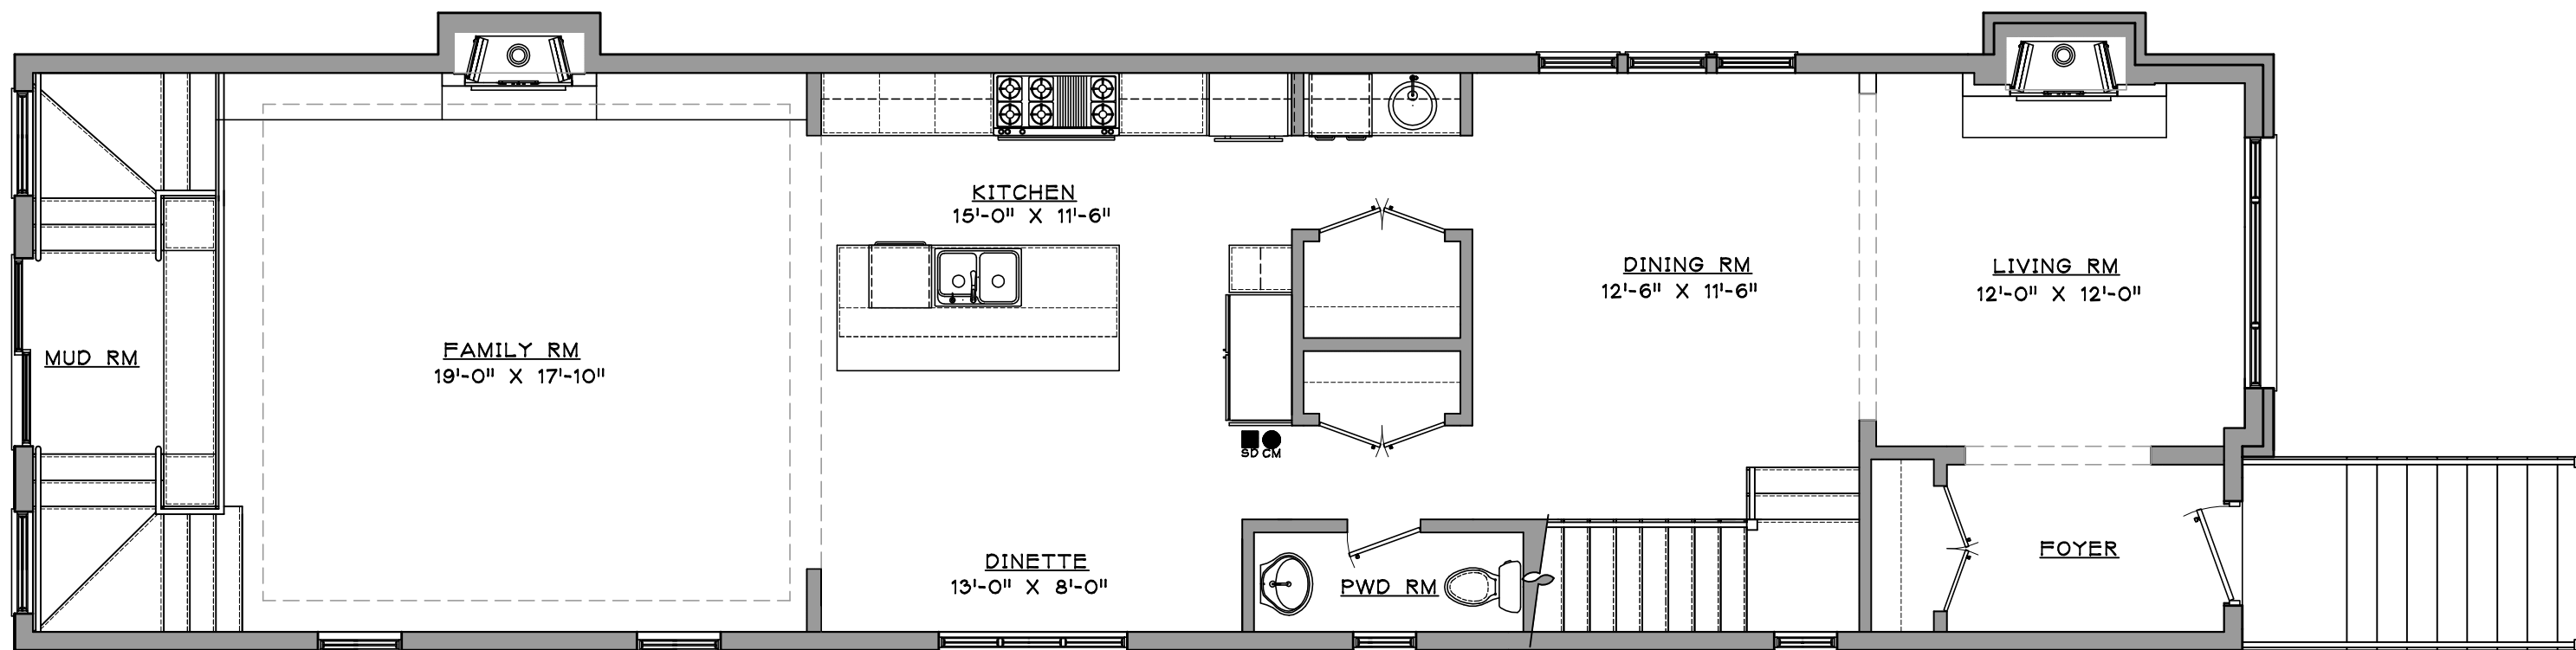 KITCHEN
15'-0" X 11'-6"
DINING RM
12'-6" X 11'-6"
LIVING RM
12'-0" X 12'-0"
MUD RM
FAMILY RM
19'-0" X 17'-10"
SD CM
DINETTE
13'-0" X 8'-0"
PWD RM
FOYER